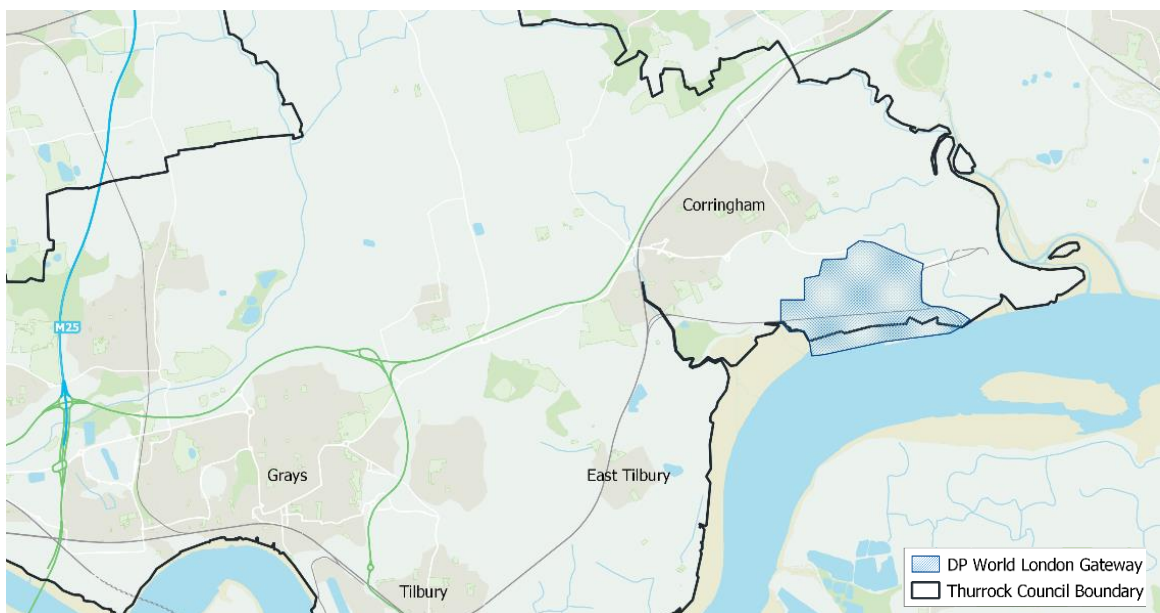 Corringham
M25
Grays
East Tilbury
Tilbury
DP World London Gateway
Thurrock Council Boundary